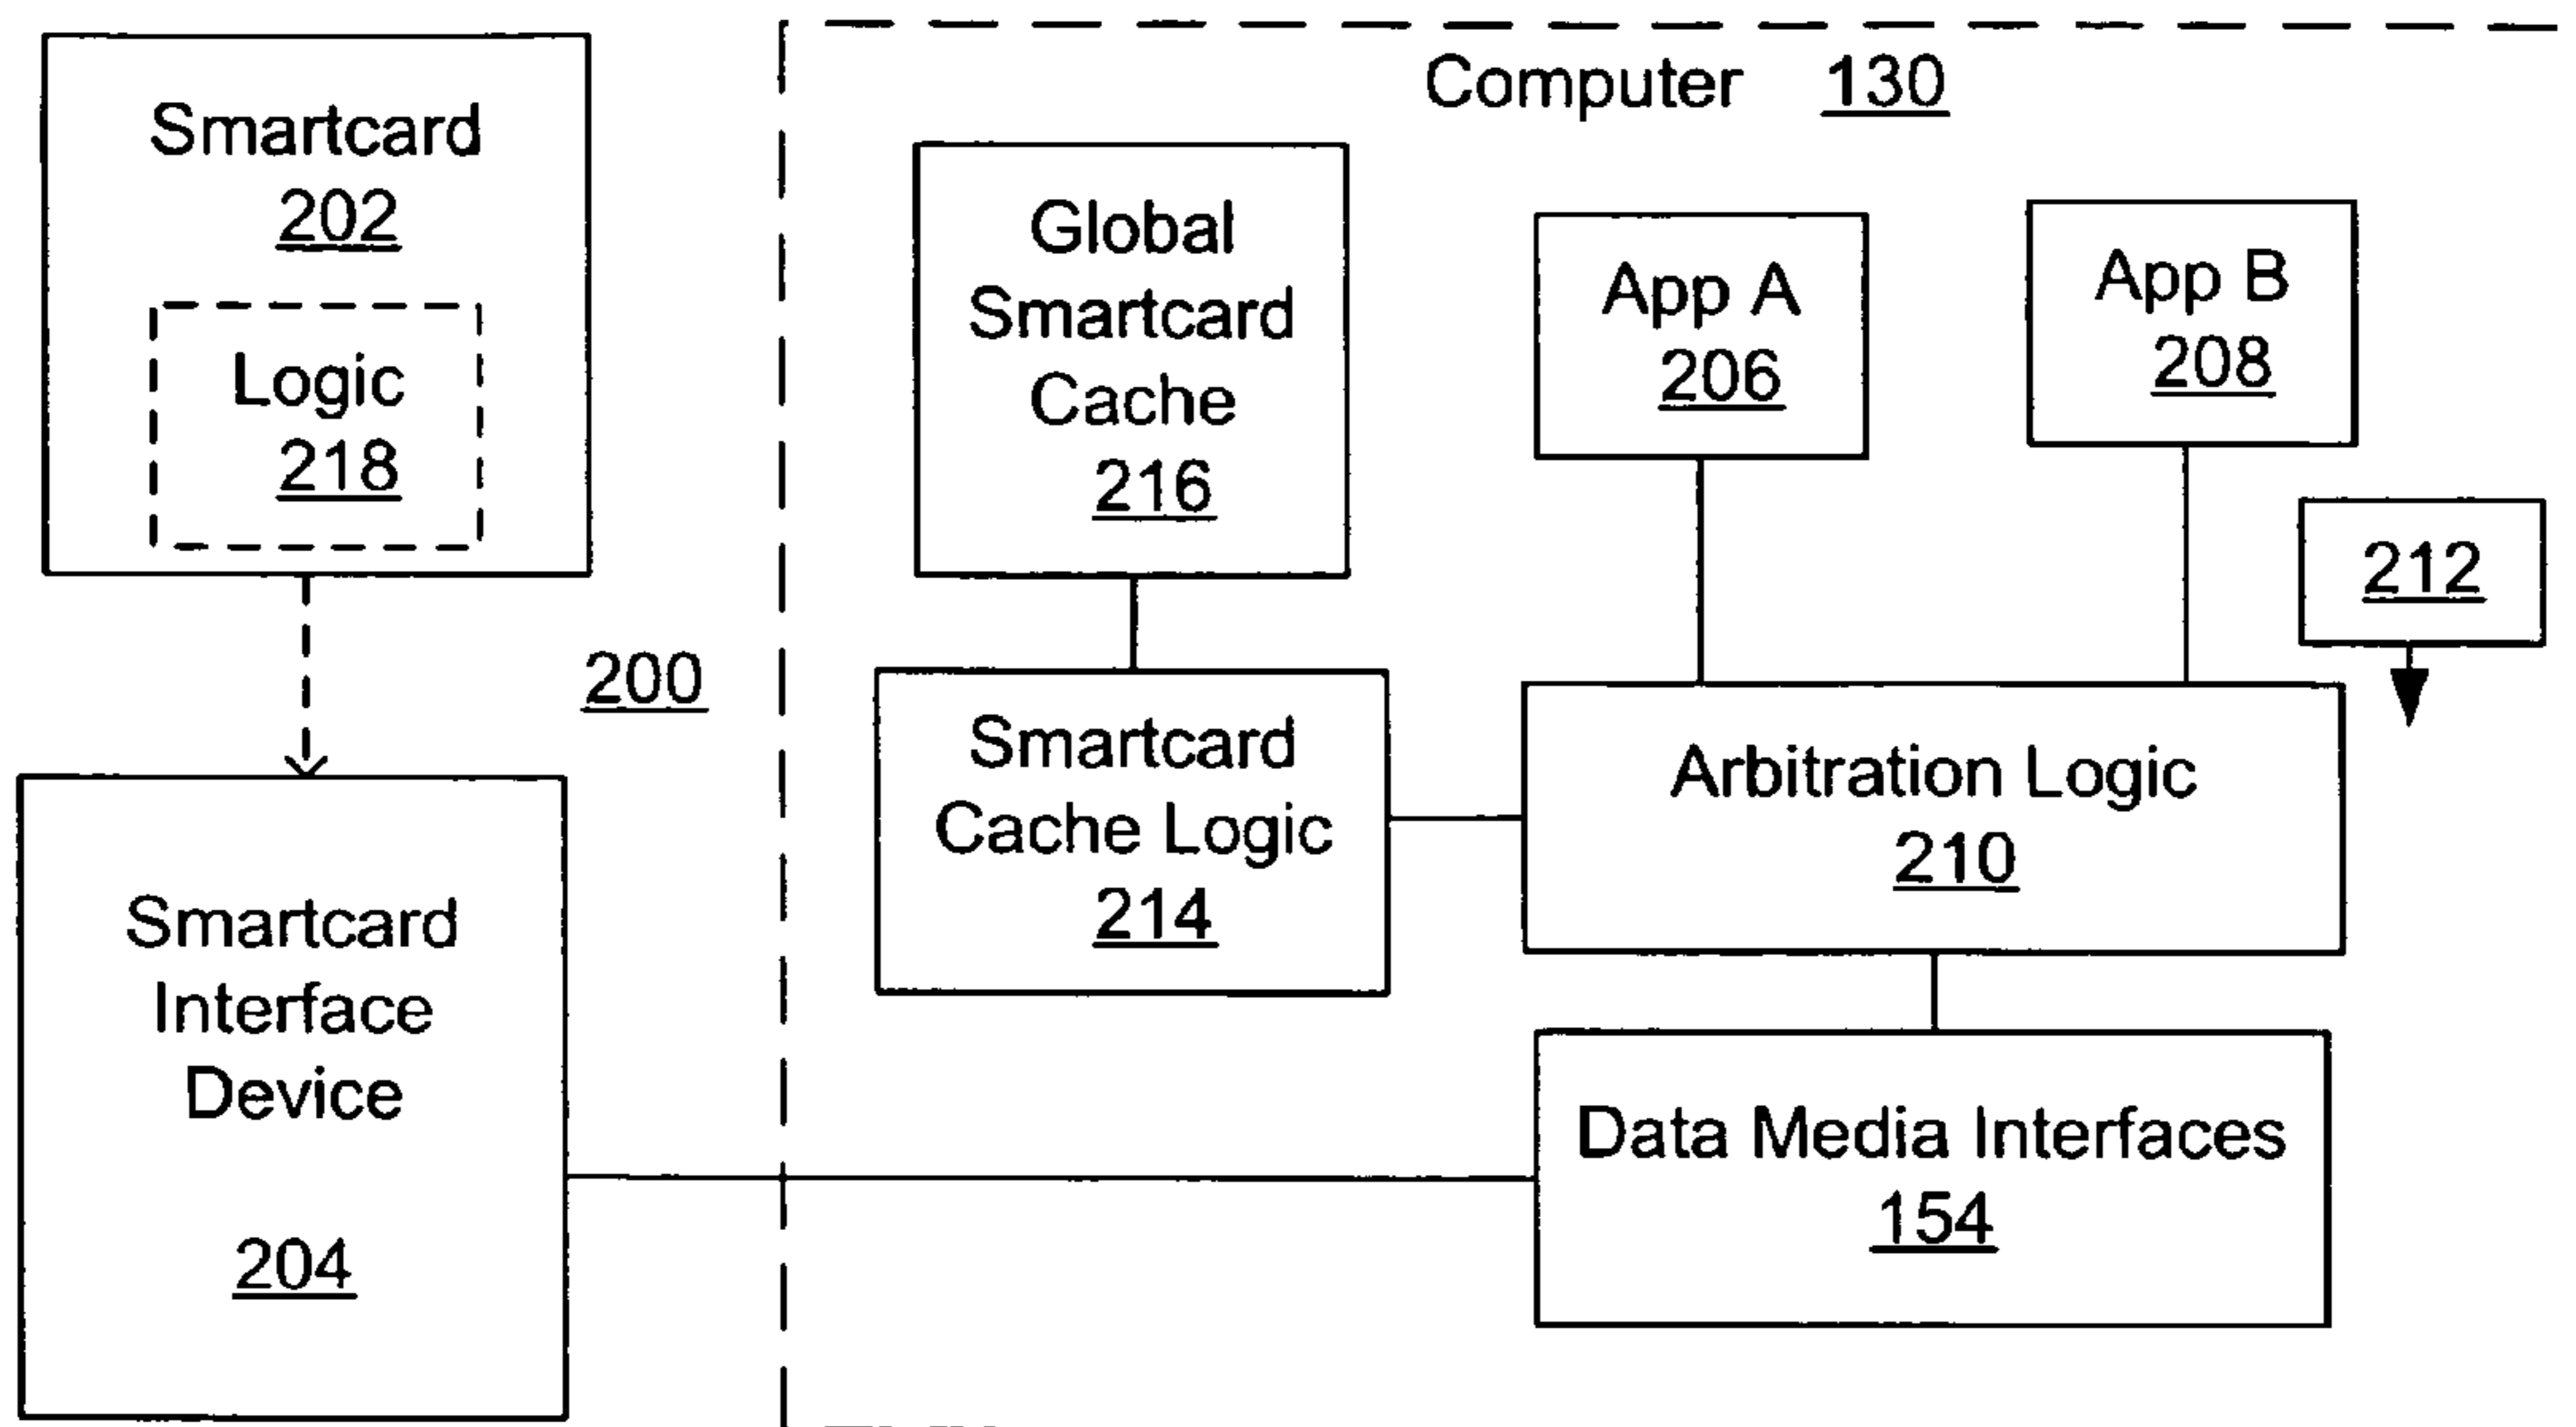 Smartcard
202
Logic
218
200
Smartcard
Interface
Device
204
Computer 130
Global
Smartcard
Cache
216
App A
206
App B
208
212
Smartcard
Cache Logic
214
Arbitration Logic
210
Data Media Interfaces
154